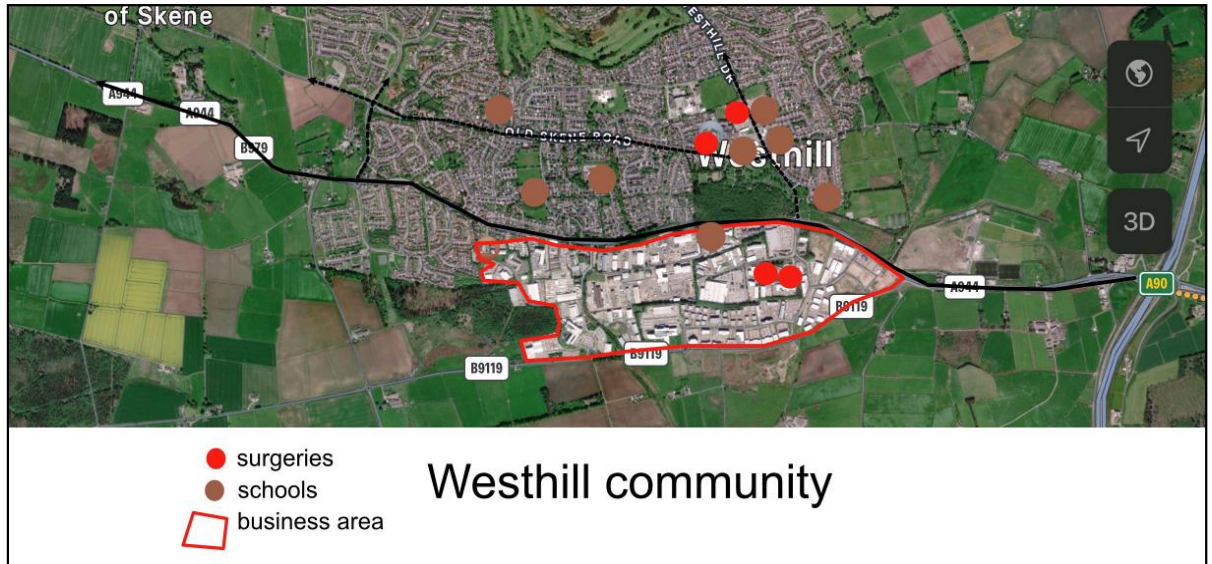 of Skene
WESTHILL DR
A944
A944
B979
OLD SKENE ROAD
Westhill
3D
A944
A90
B9119
B9119
B9119
surgeries
schools
business area
Westhill community